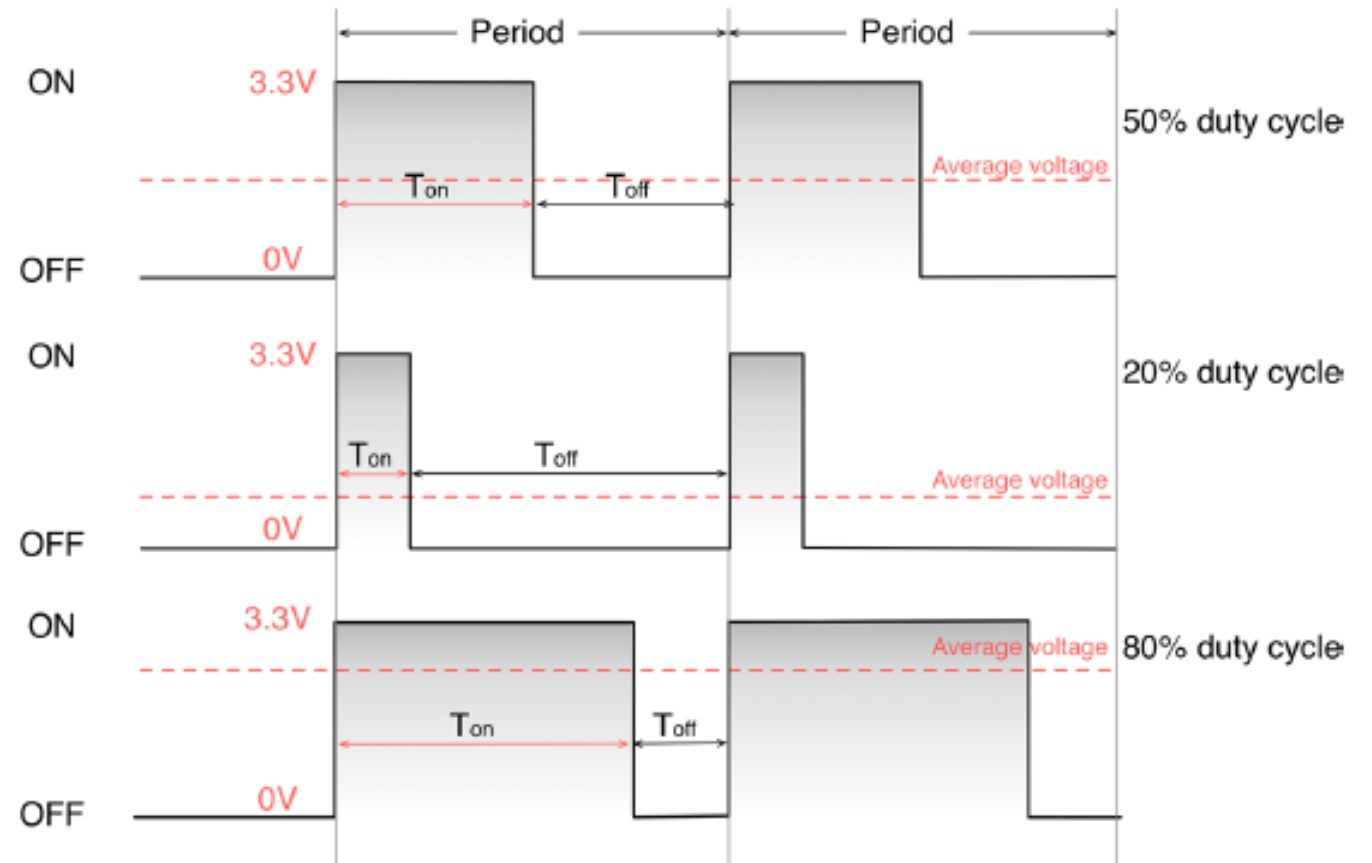 Period Period
ON 3.3V
50% duty cycle
Average voltage
Ton Toff
0V
OFF
ON 3.3V
20% duty cycle
Ton Toff
Average voltage
0V
OFF
ON 3.3V
Average voltage 80% duty cycle
Ton Toff
0V
OFF